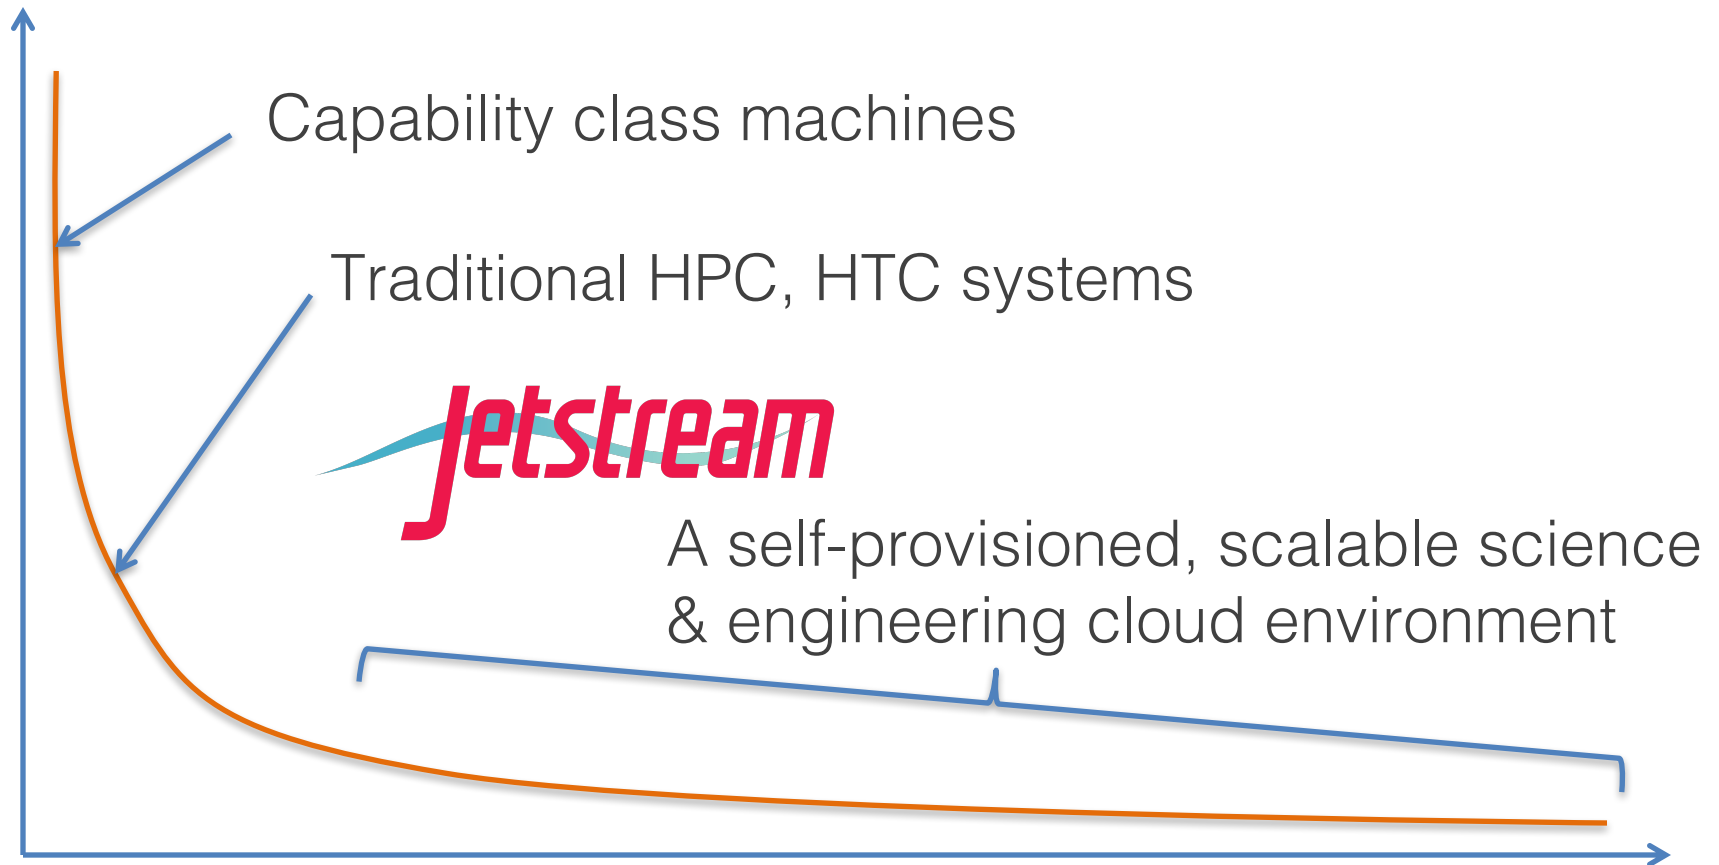 Capability class machines
Traditional HPC, HTC systems
Jetstream
A self-provisioned, scalable science
& engineering cloud environment